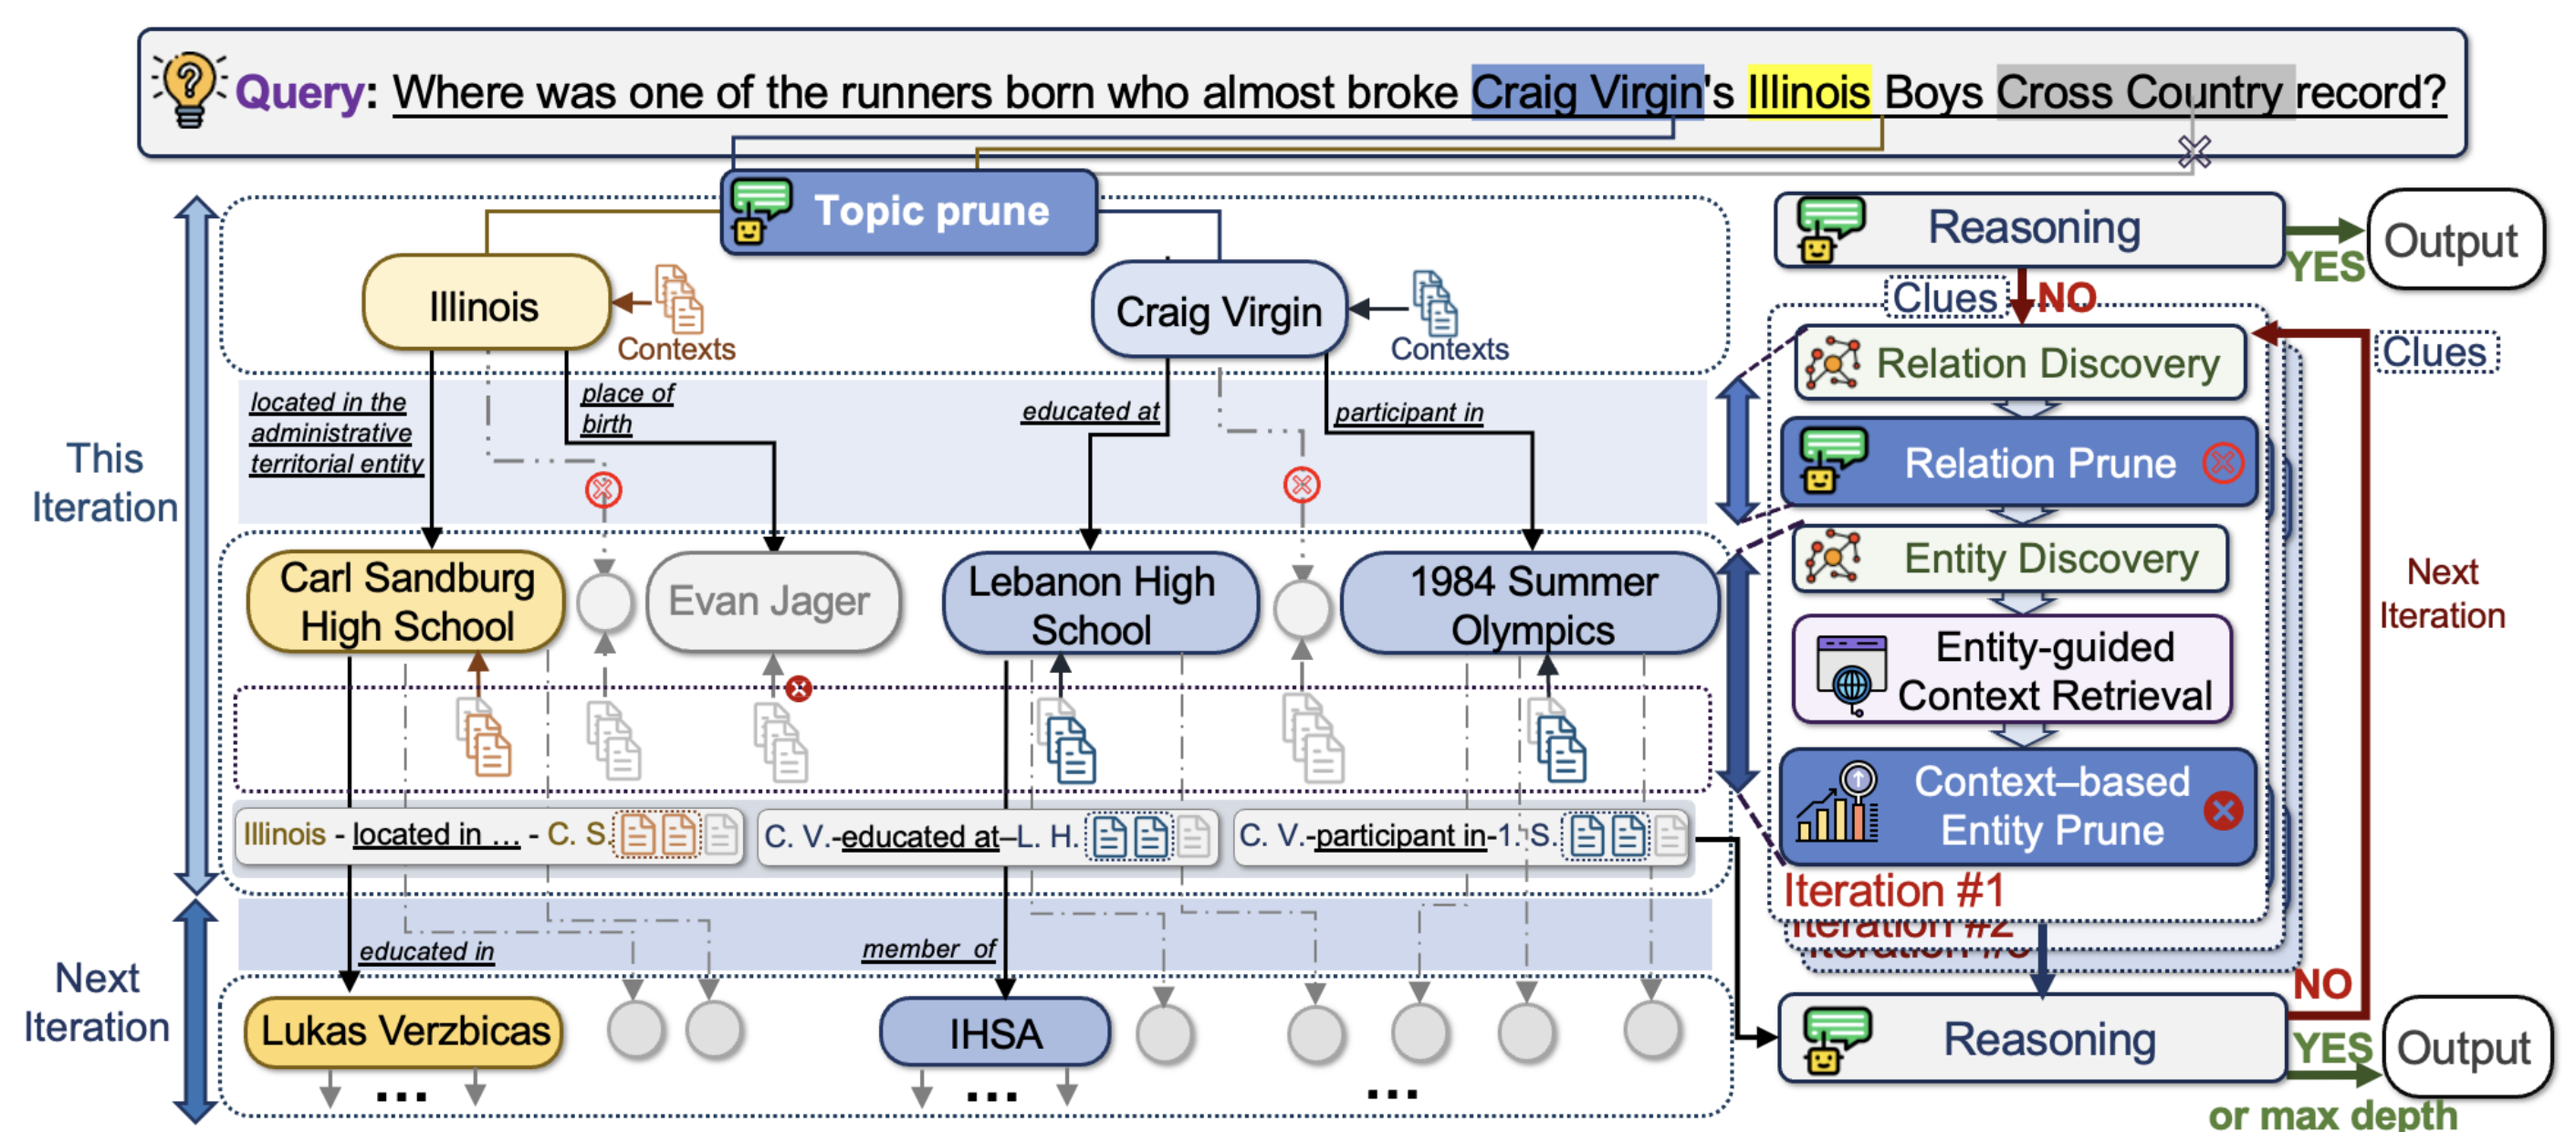 Query: Where was one of the runners born who almost broke Craig Virgin's Illinois Boys Cross Country record?
Topic prune
Illinois
Contexts
Craig Virgin
Contexts
This
Iteration
located in the
administrative
territorial entity
place of
birth
educated at
participant in
Carl Sandburg
High School
Evan Jager
Lebanon High
School
1984 Summer
Olympics
Illinois - located in ... - C. S.
C. V.-educated at–L. H.
C. V.-participant in-1. S.
Next
Iteration
educated in
member of
Lukas Verzbicas
IHSA
...
...
...
Reasoning
YES
Output
Clues
NO
Relation Discovery
Clues
Relation Prune
Entity Discovery
Next
Iteration
Entity-guided
Context Retrieval
Context–based
Entity Prune
Iteration #1
Iteration #2
Iteration #3
NO
Reasoning
YES
Output
or max depth